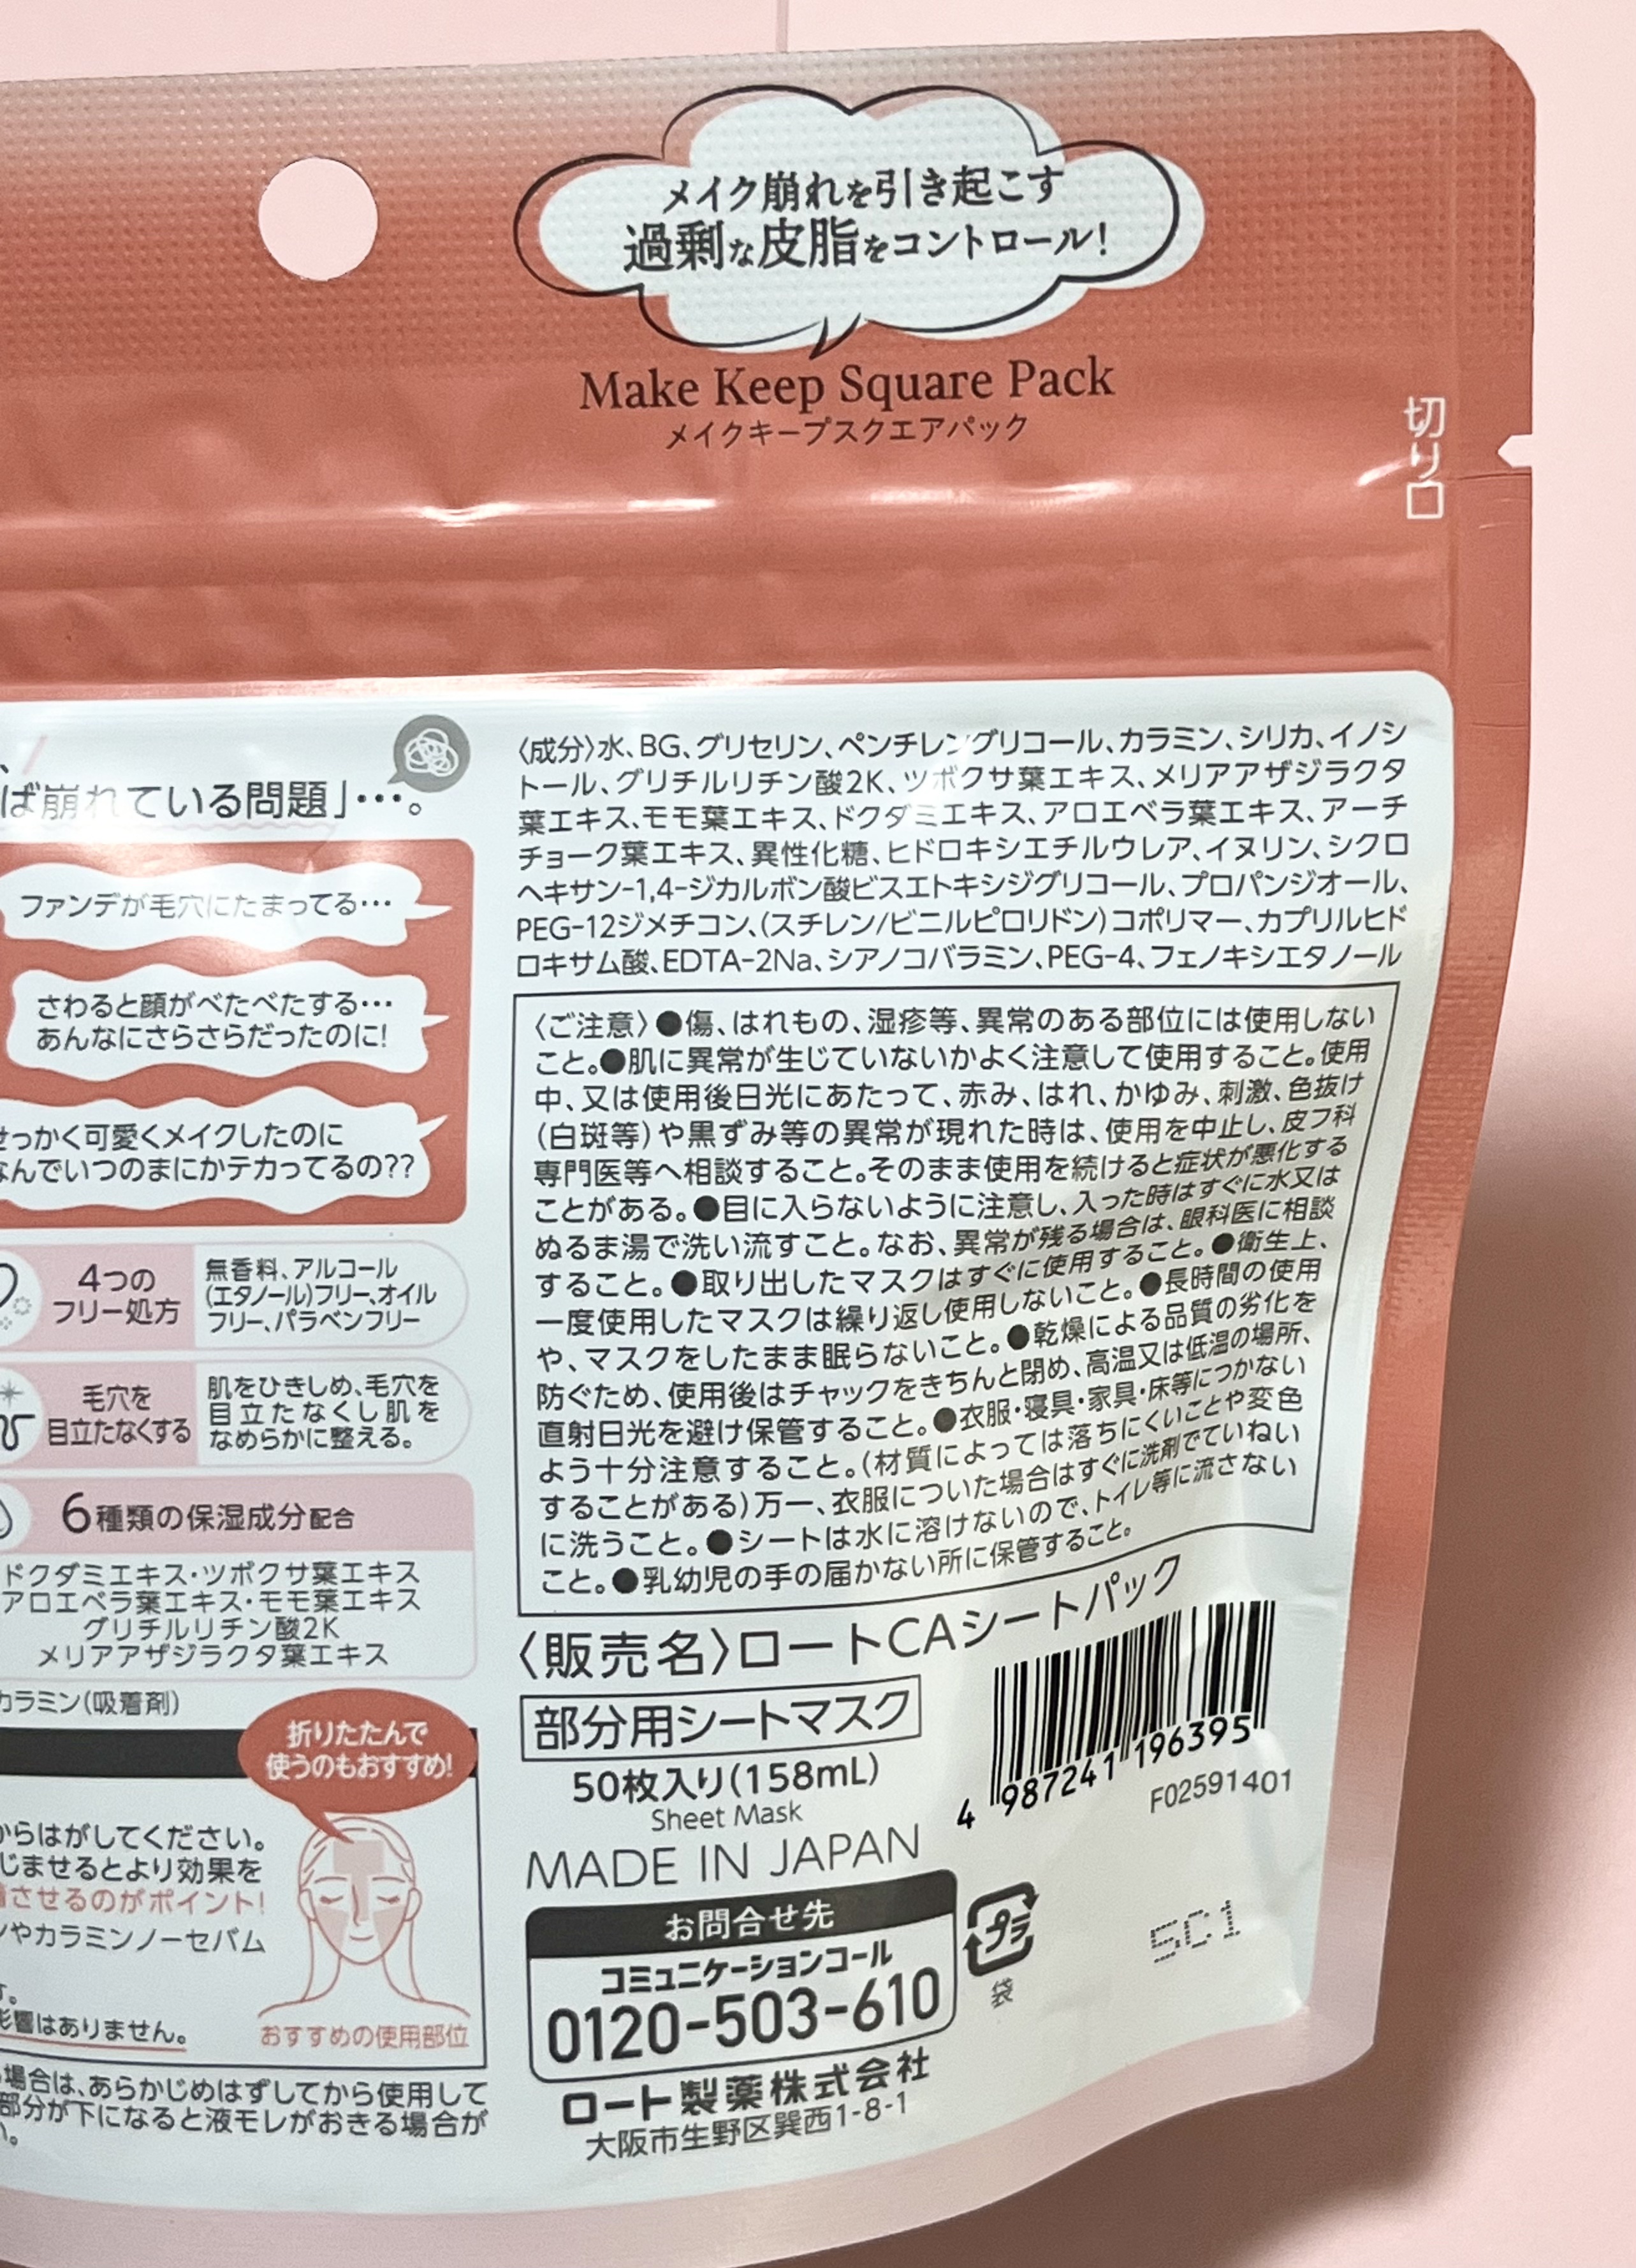 メイク崩れを引き起こす
過剰な皮脂をコントロール!
Make Keep Square Pack
メイクキープスクエアパック
切り口
ば崩れている問題」…。
ファンデが毛穴にたまってる…
さわると顔がべたべたする…
あんなにさらさらだったのに!
せっかく可愛くメイクしたのに
なんでいつのまにかテカってるの??
4つの
フリー処方
無香料、アルコール
(エタノール)フリー、オイル
フリー、パラベンフリー
毛穴を
目立たなくする
肌をひきしめ、毛穴を
目立たなくし肌を
なめらかに整える。
6種類の保湿成分配合
ドクダミエキス・ツボクサ葉エキス
アロエベラ葉エキス・モモ葉エキス
グリチルリチン酸2K
メリアアザジラクタ葉エキス
カラミン(吸着剤)
折りたたんで
使うのもおすすめ!
からはがしてください。
じませるとより効果を
させるのがポイント!
やカラミンノーセバム
す。
影響はありません。
おすすめの使用部位
場合は、あらかじめはずしてから使用して
部分が下になると液モレがおきる場合が
い。
〈成分〉水、BG、グリセリン、ペンチレングリコール、カラミン、シリカ、イノシ
トール、グリチルリチン酸2K、ツボクサ葉エキス、メリアアザジラクタ
葉エキス、モモ葉エキス、ドクダミエキス、アロエベラ葉エキス、アーチ
チョーク葉エキス、異性化糖、ヒドロキシエチルウレア、イヌリン、シクロ
ヘキサン-1,4-ジカルボン酸ビスエトキシジグリコール、プロパンジオール、
PEG-12ジメチコン、(スチレン/ビニルピロリドン)コポリマー、カプリルヒド
ロキサム酸、EDTA-2Na、シアノコバラミン、PEG-4、フェノキシエタノール
〈ご注意〉●傷、はれもの、湿疹等、異常のある部位には使用しない
こと。●肌に異常が生じていないかよく注意して使用すること。使用
中、又は使用後日光にあたって、赤み、はれ、かゆみ、刺激、色抜け
(白斑等)や黒ずみ等の異常が現れた時は、使用を中止し、皮フ科
専門医等へ相談すること。そのまま使用を続けると症状が悪化する
ことがある。●目に入らないように注意し、入った時はすぐに水又は
ぬるま湯で洗い流すこと。なお、異常が残る場合は、眼科医に相談
すること。●取り出したマスクはすぐに使用すること。●衛生上、
一度使用したマスクは繰り返し使用しないこと。●長時間の使用
や、マスクをしたまま眠らないこと。●乾燥による品質の劣化を
防ぐため、使用後はチャックをきちんと閉め、高温又は低温の場所、
直射日光を避け保管すること。●衣服・寝具・家具・床等につかない
よう十分注意すること。(材質によっては落ちにくいことや変色
することがある)万一、衣服についた場合はすぐに洗剤でていねい
に洗うこと。●シートは水に溶けないので、トイレ等に流さない
こと。●乳幼児の手の届かない所に保管すること。
〈販売名〉ロートCAシートパック
部分用シートマスク
50枚入り(158mL)
Sheet Mask
MADE IN JAPAN
4 987241 196395
F02591401
お問合せ先
コミュニケーションコール
0120-503-610
プラ
袋
5C1
ロート製薬株式会社
大阪市生野区巽西1-8-1